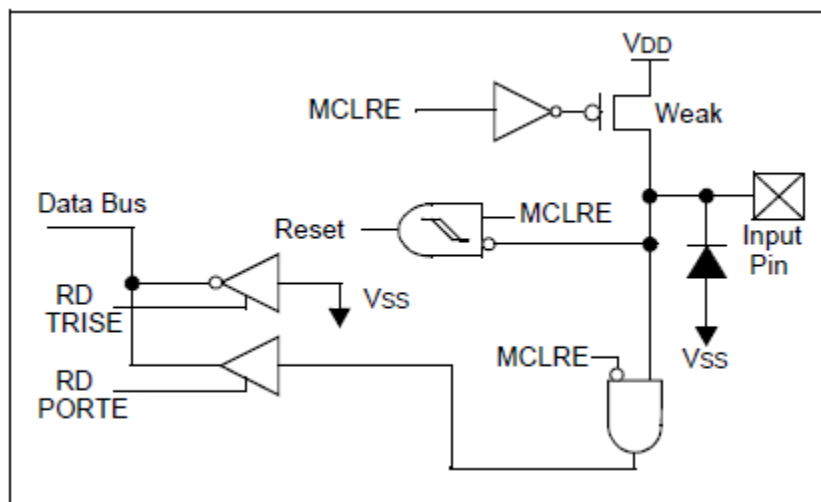 VDD
MCLRE
Weak
Data Bus
Reset
MCLRE
Input
Pin
RD
TRISE
VSS
MCLRE
VSS
RD
PORTE